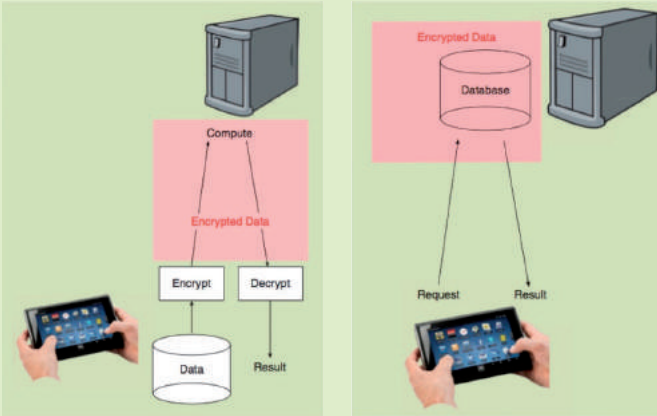 Compute
Encrypted Data
Encrypt
Decrypt
Data
Result
Encrypted Data
Database
Request
Result